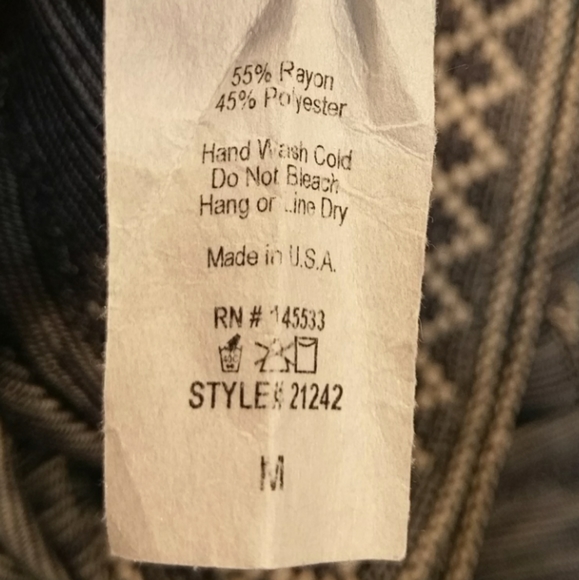 55% Rayon
45% Polyester
Hand Wash Cold
Do Not Bleach
Hang or Line Dry
Made in U.S.A.
RN # 145533
STYLE# 21242
M